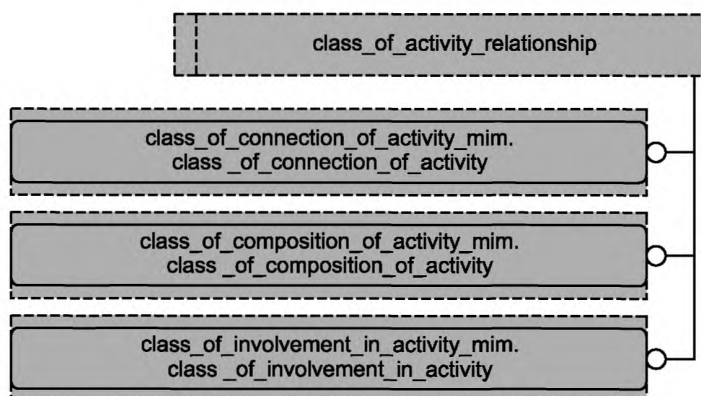 class_of_activity_relationship
class_of_connection_of_activity_mim.
class _of_connection_of_activity
class_of_composition_of_activity_mim.
class _of_composition_of_activity
class_of_involvement_in_activity_mim.
class _of_involvement_in_activity